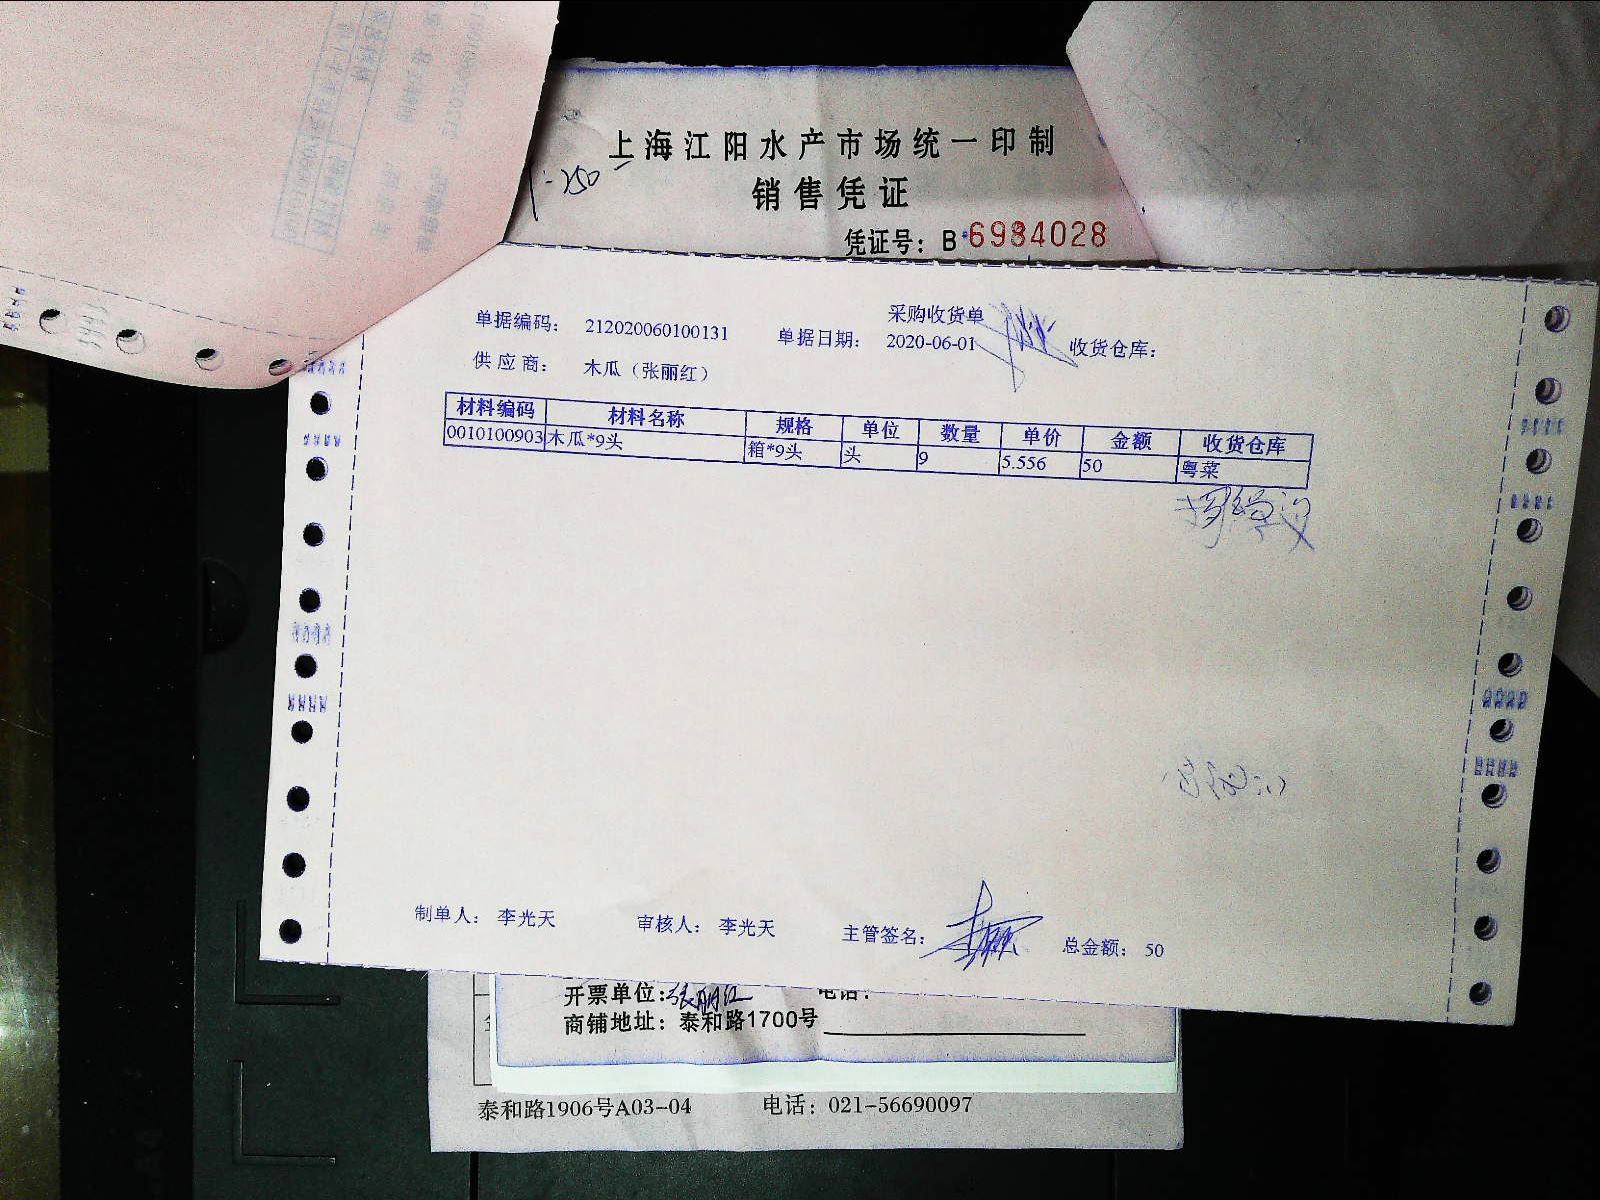 上海江阳水产市场统一印制
-250
销售凭证
凭证号：B 6984028
采购收货单
单据编码： 212020060100131 单据日期： 2020-06-01 收货仓库：
供应商： 木瓜（张丽红）
材料编码 材料名称 规格 单位 数量 单价 金额 收货仓库
0010100903 木瓜*9头 箱*9头 头 9 5.556 50 粤菜
制单人： 李光天 审核人： 李光天 主管签名： 总金额： 50
开票单位：张丽红 电话：
商铺地址：泰和路1700号
泰和路1906号A03-04 电话：021-56690097